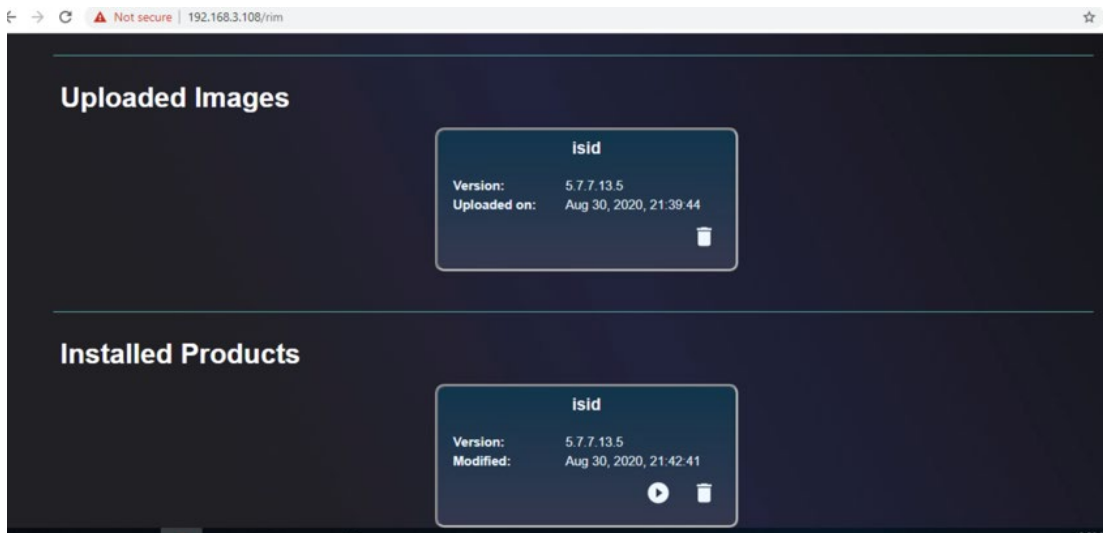 Not secure | 192.168.3.108/rim
Uploaded Images
isid
Version: 5.7.7.13.5
Uploaded on: Aug 30, 2020, 21:39:44
Installed Products
isid
Version: 5.7.7.13.5
Modified: Aug 30, 2020, 21:42:41